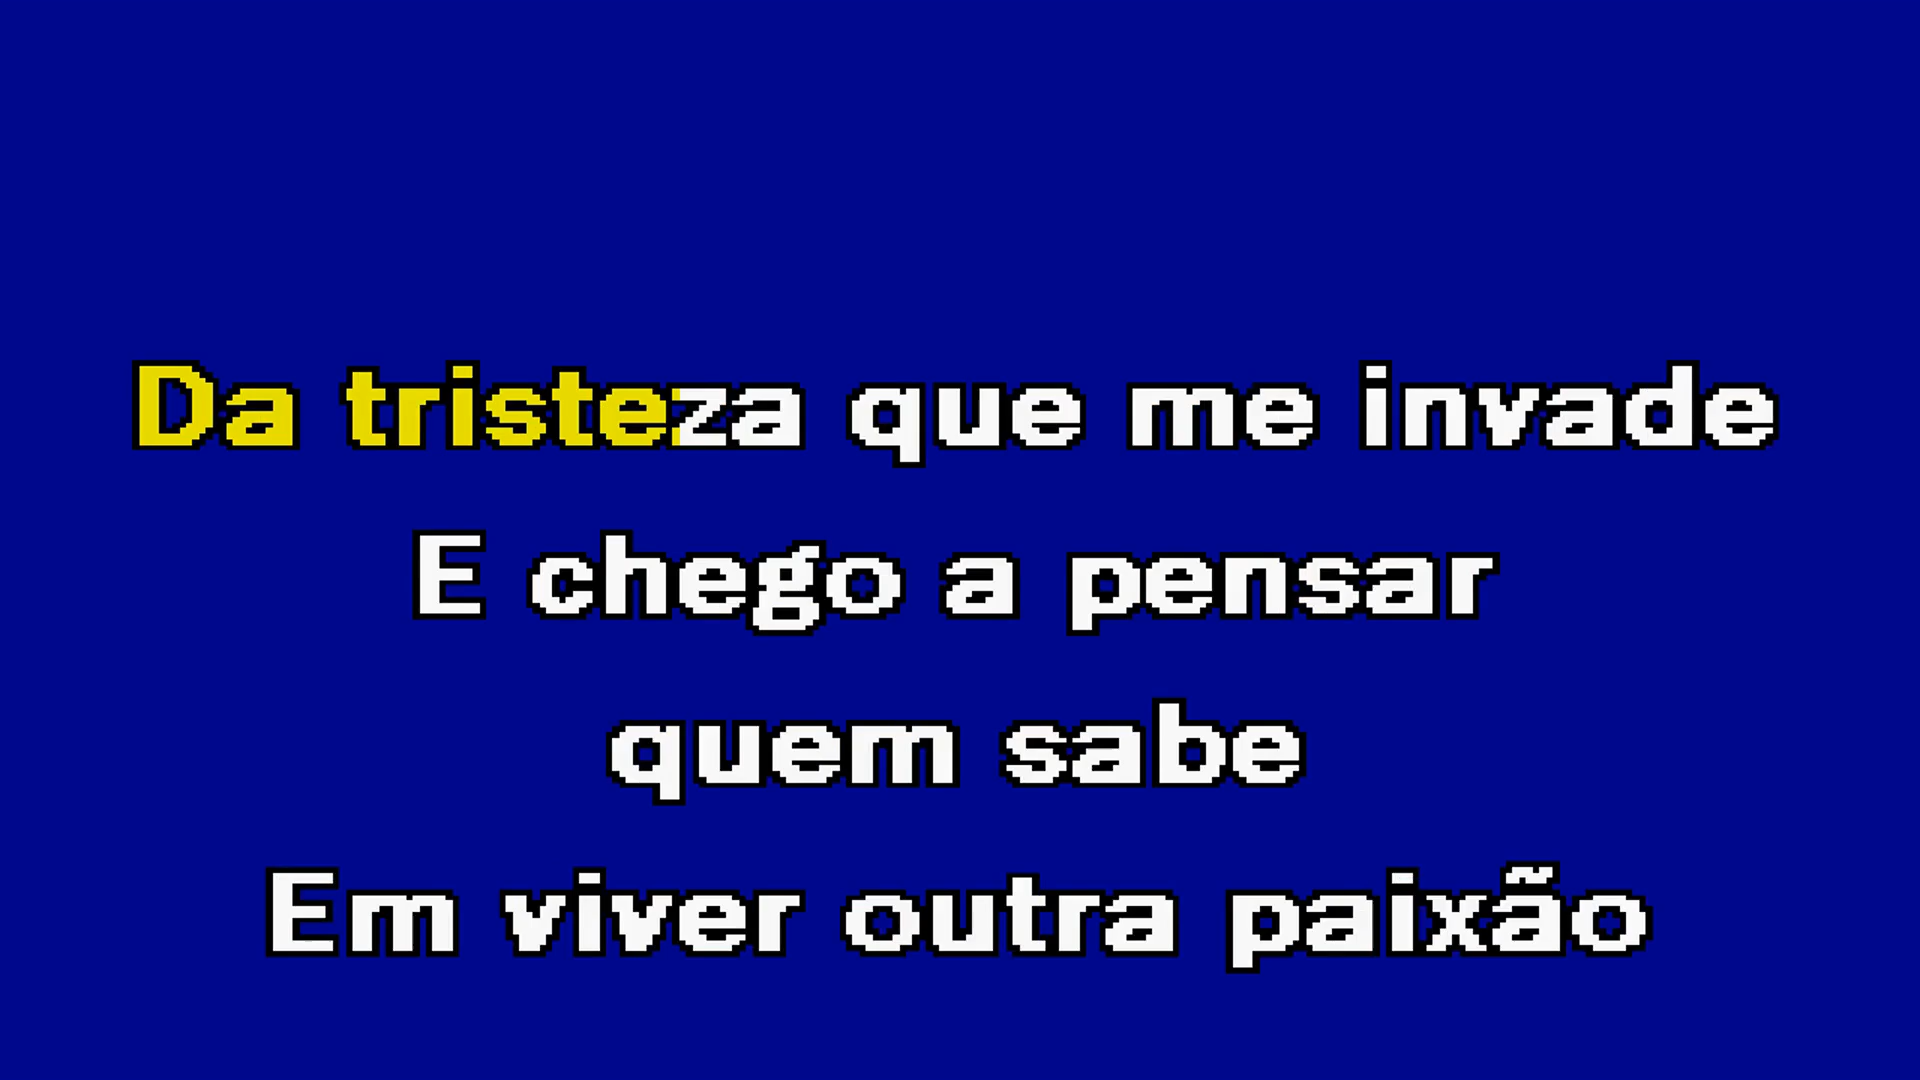 Da tristeza que me invade
E chego a pensar
quem sabe
Em viver outra paixão